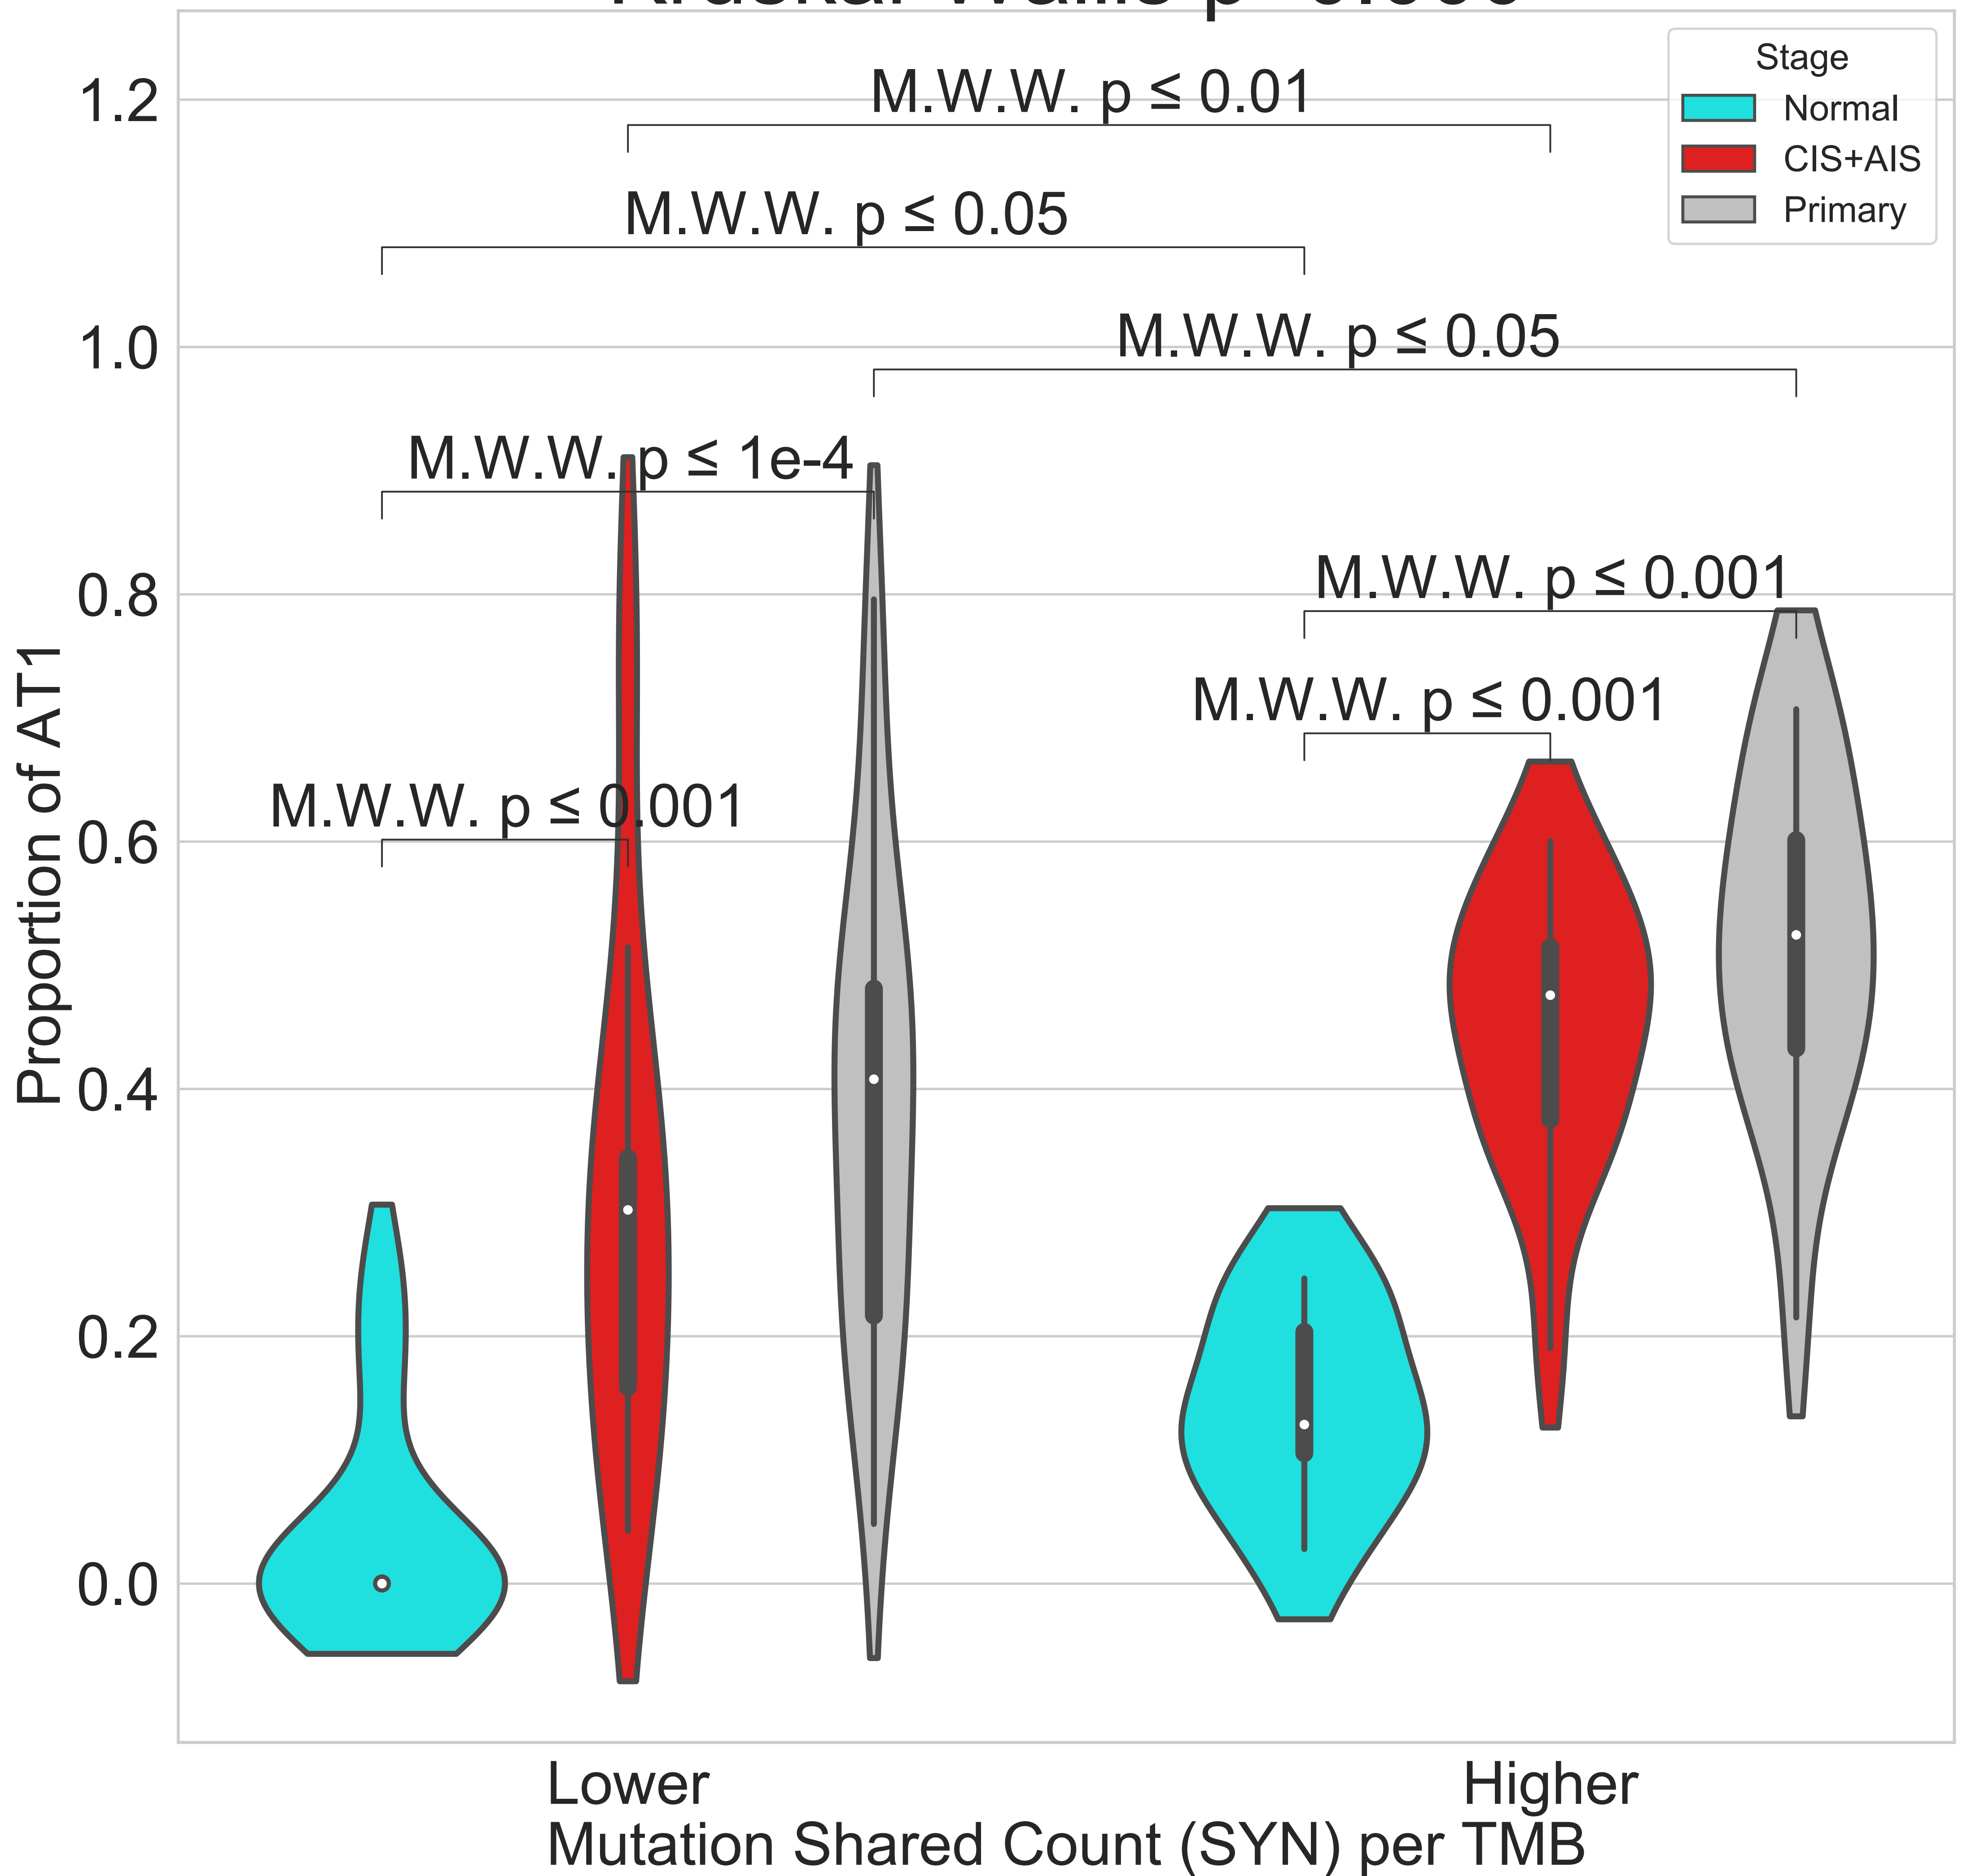 M.W.W. p ≤ 0.01
Stage
Normal
CIS+AIS
Primary
M.W.W. p ≤ 0.05
M.W.W. p ≤ 0.05
M.W.W. p ≤ 1e-4
M.W.W. p ≤ 0.001
M.W.W. p ≤ 0.001
M.W.W. p ≤ 0.001
1.2
1.0
0.8
0.6
0.4
0.2
0.0
Proportion of AT1
Lower
Higher
Mutation Shared Count (SYN) per TMB